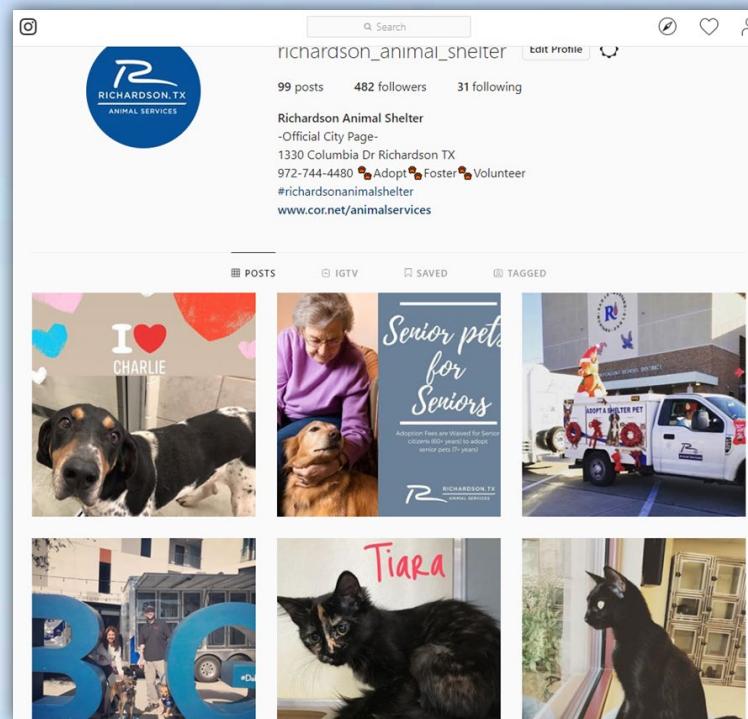 Search
richardson_animal_shelter Edit Profile
99 posts 482 followers 31 following
Richardson Animal Shelter
-Official City Page-
1330 Columbia Dr Richardson TX
972-744-4480 🐾Adopt🐾Foster🐾Volunteer
#richardsonanimalshelter
www.cor.net/animalservices
RICHARDSON, TX
ANIMAL SERVICES
POSTS IGTV SAVED TAGGED
I ❤
CHARLIE
Senior pets
for
Seniors
Adoption Fees are Waived for Senior
citizens (60+ years) to adopt
senior pets (7+ years)
RICHARDSON, TX
ANIMAL SERVICES
R
ADOPT A SHELTER PET
BG
Tiara